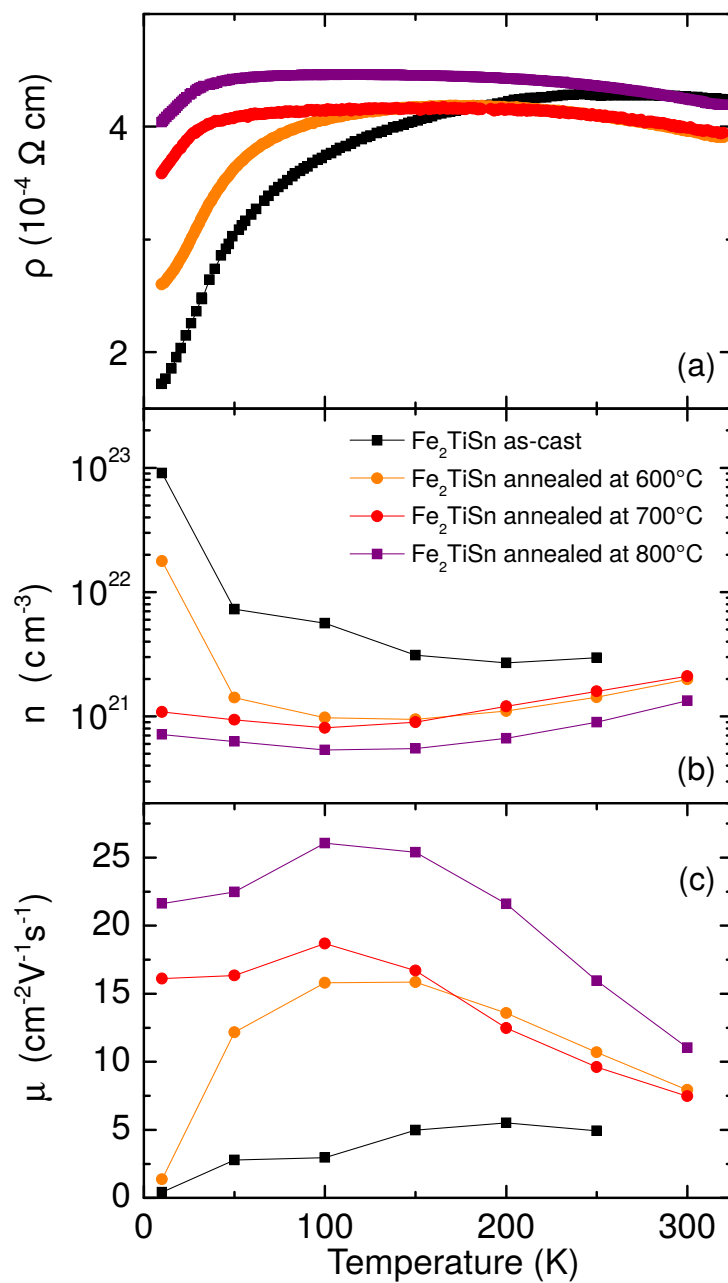 4
2
ρ (10⁻⁴ Ω cm)
(a)
10²³
10²²
10²¹
n (c m⁻³)
Fe₂TiSn as-cast
Fe₂TiSn annealed at 600°C
Fe₂TiSn annealed at 700°C
Fe₂TiSn annealed at 800°C
(b)
25
20
15
10
5
0
μ (cm⁻²V⁻¹s⁻¹)
(c)
0 100 200 300
Temperature (K)